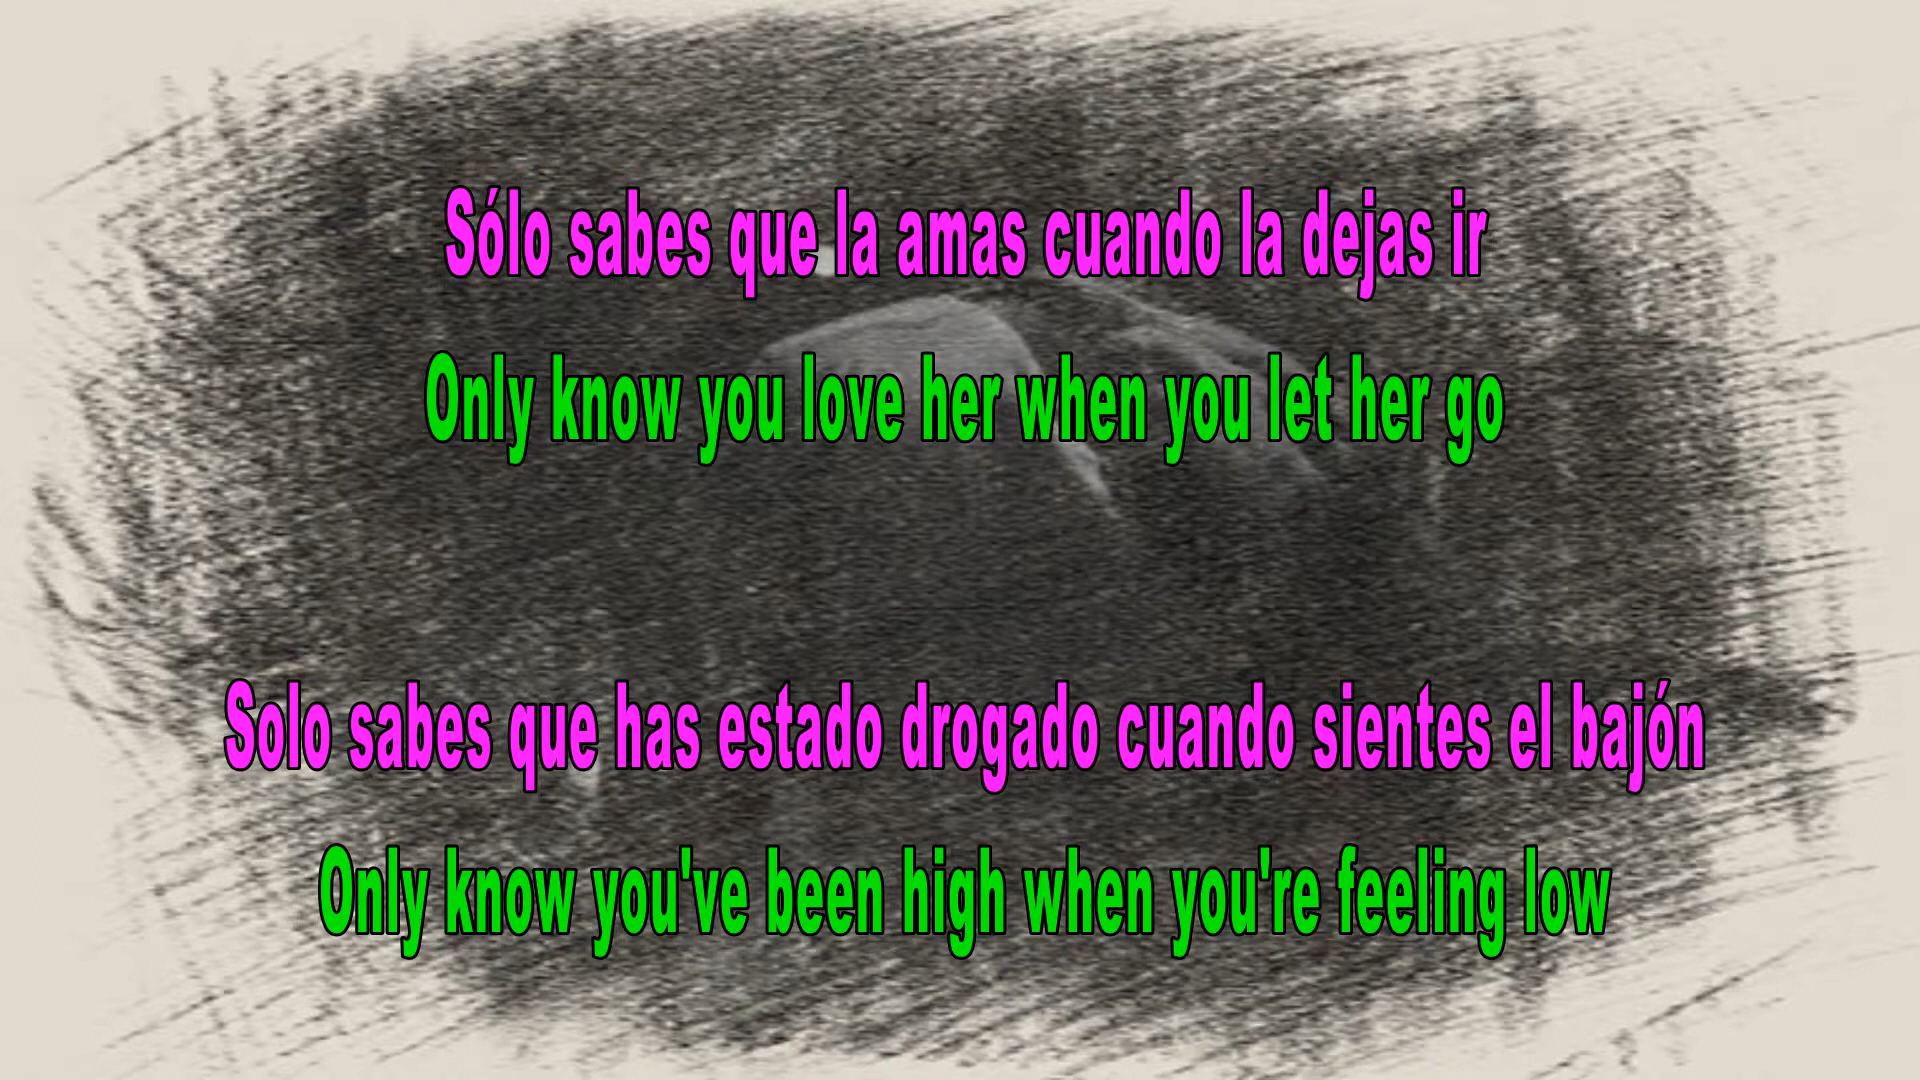 Sólo sabes que la amas cuando la dejas ir
Only know you love her when you let her go
Solo sabes que has estado drogado cuando sientes el bajón
Only know you've been high when you're feeling low